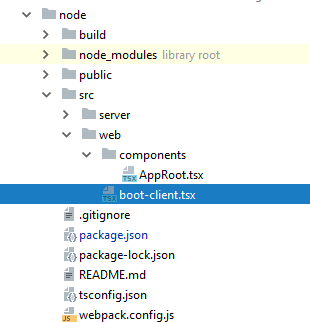 node
build
node_modules library root
public
src
server
web
components
TSX AppRoot.tsx
TSX boot-client.tsx
.gitignore
package.json
package-lock.json
README.md
tsconfig.json
JS webpack.config.js